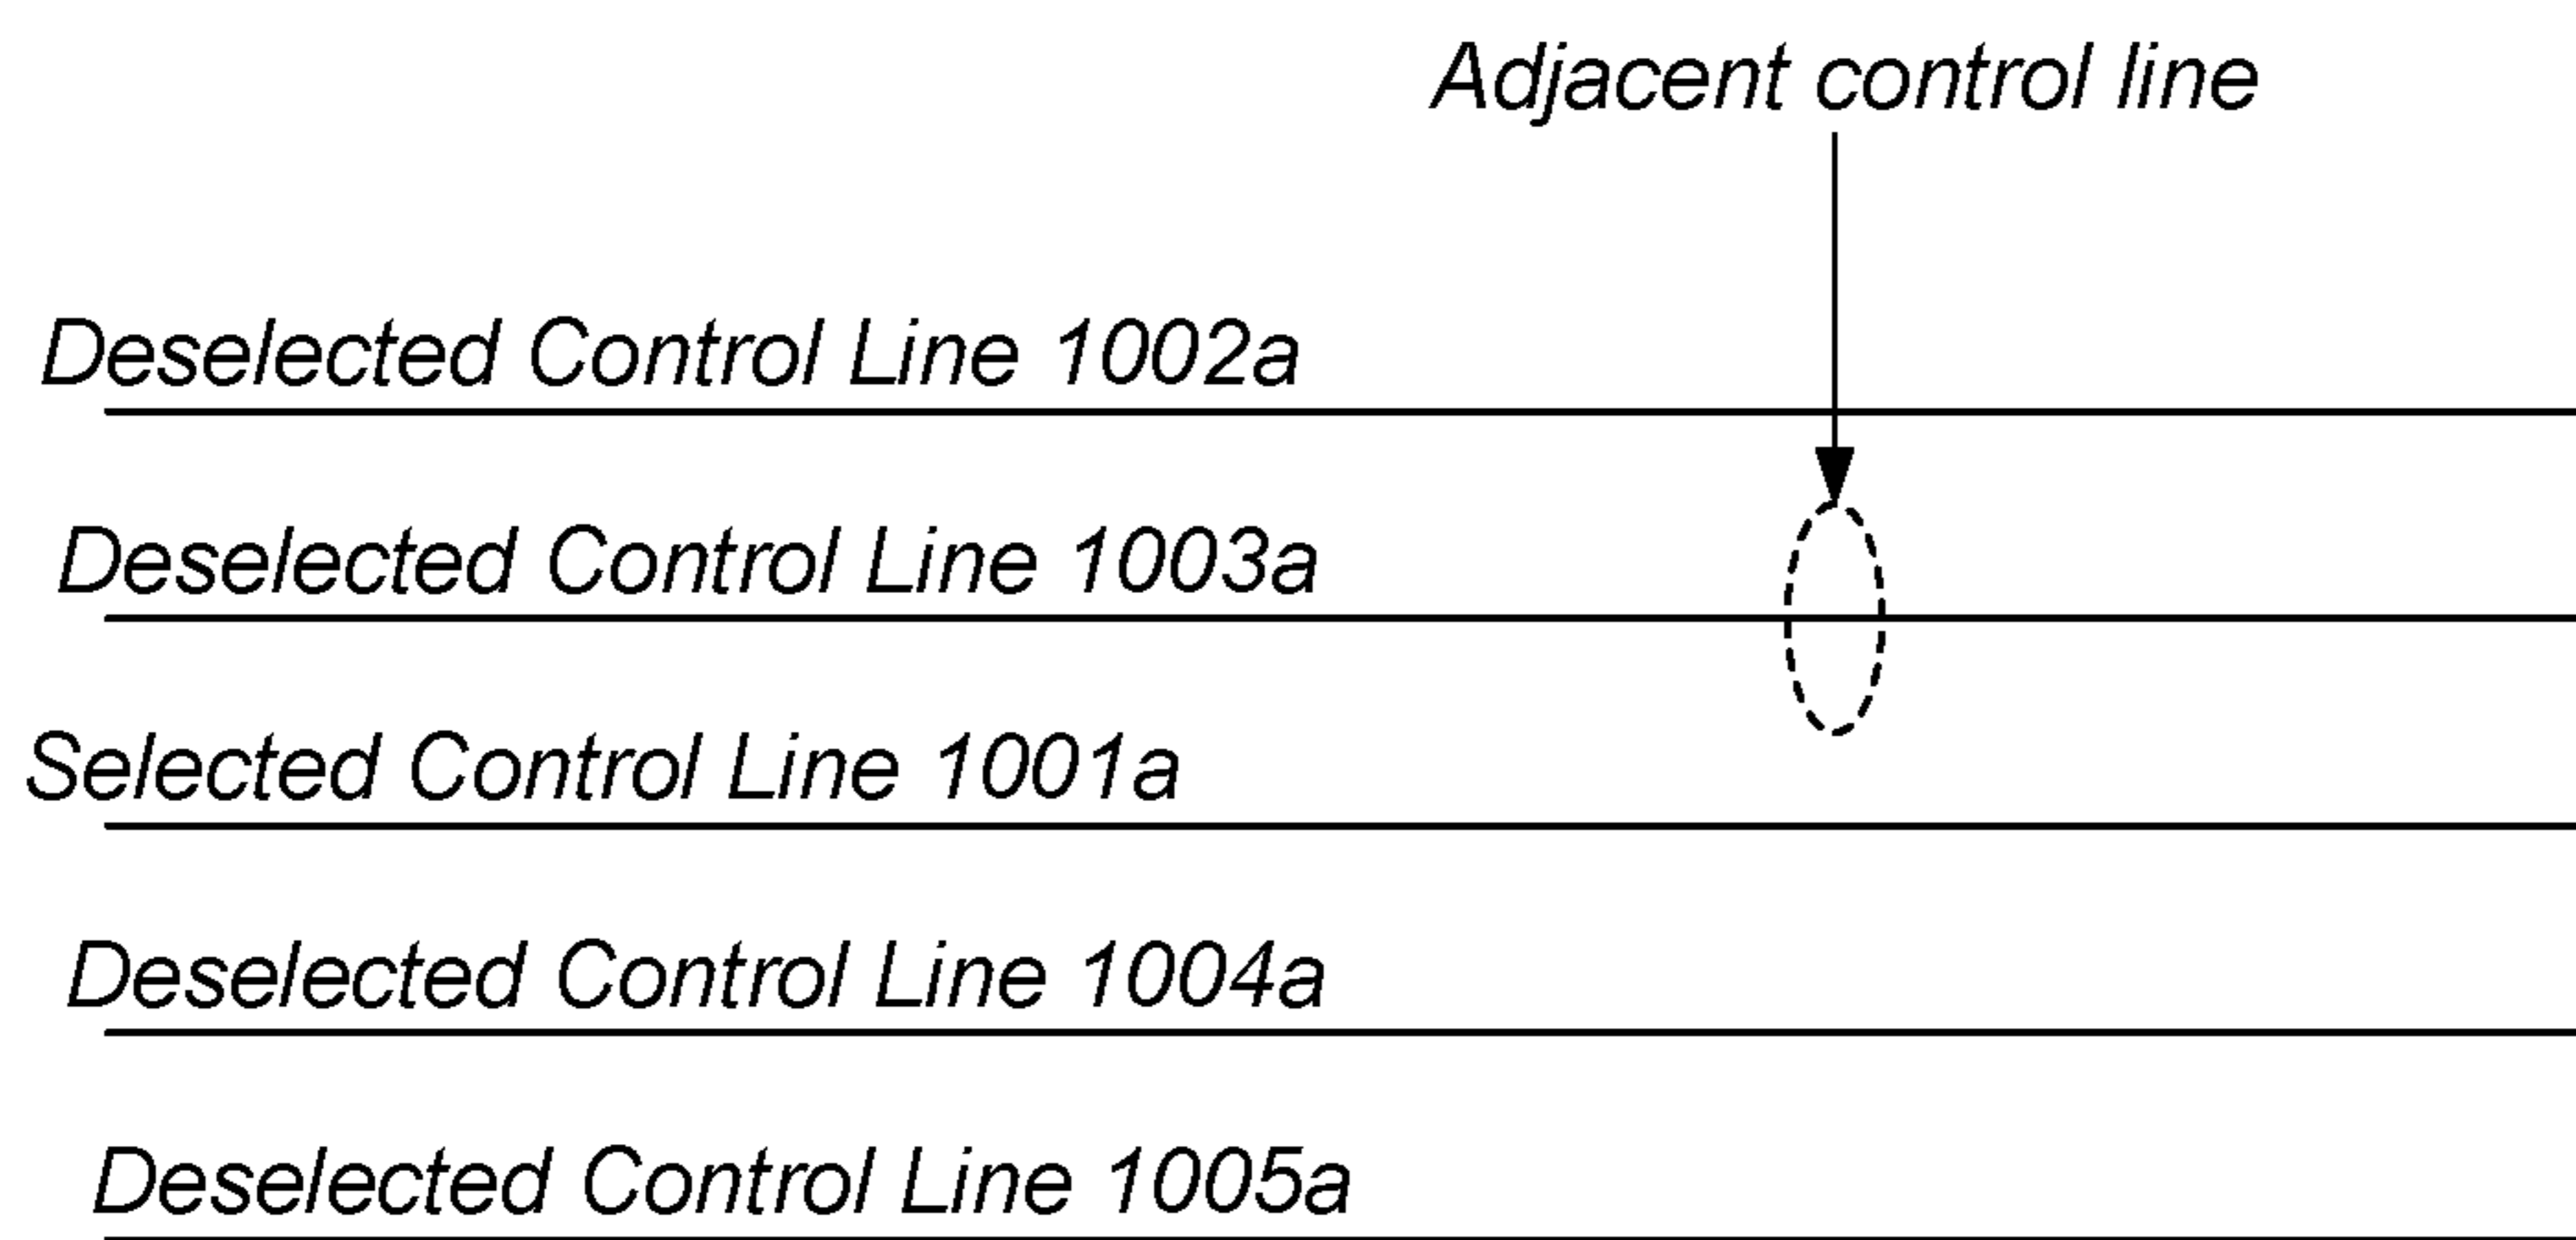 Adjacent control line
Deselected Control Line 1002a
Deselected Control Line 1003a
Selected Control Line 1001a
Deselected Control Line 1004a
Deselected Control Line 1005a